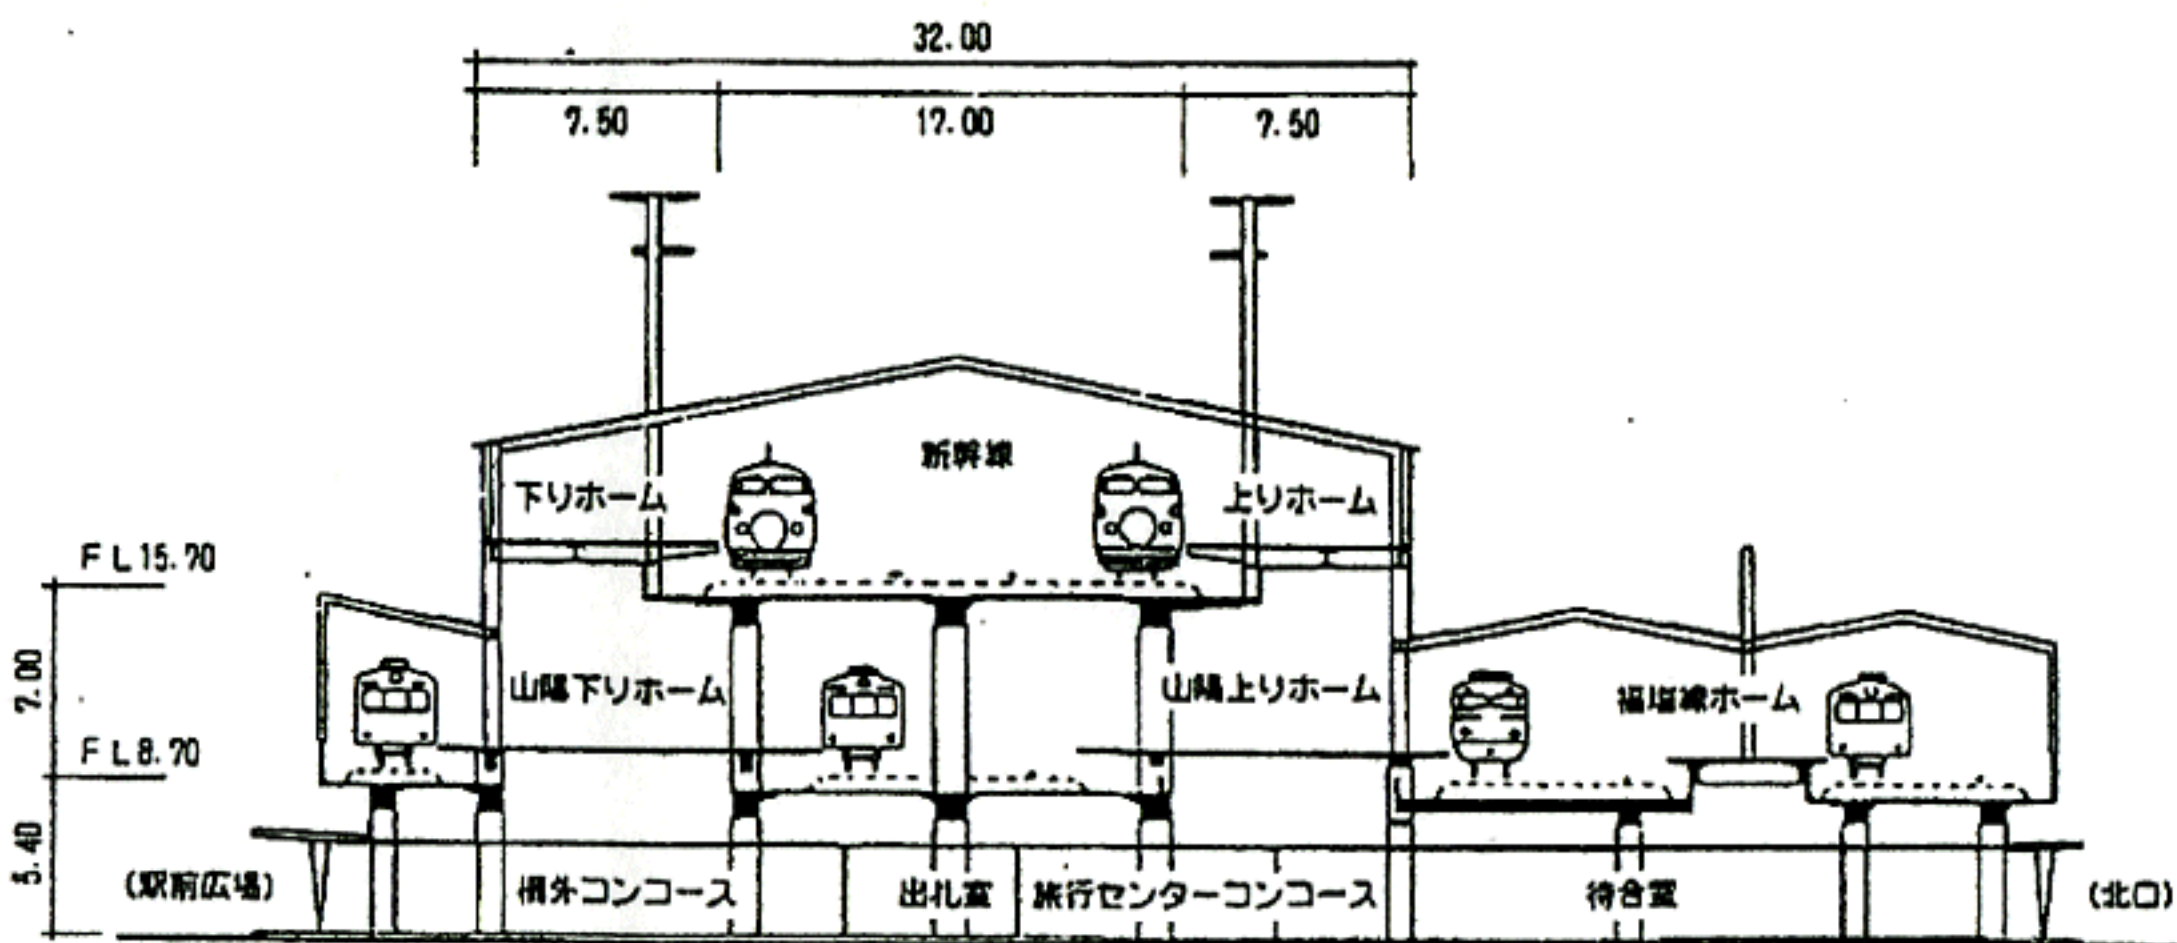 32.00
7.50 17.00 7.50
新幹線
下りホーム 上りホーム
FL15.70
7.00
山陽下りホーム 山陽上りホーム 福塩線ホーム
FL8.70
5.40
(駅前広場) 柵外コンコース 出札室 旅行センターコンコース 待合室 (北口)